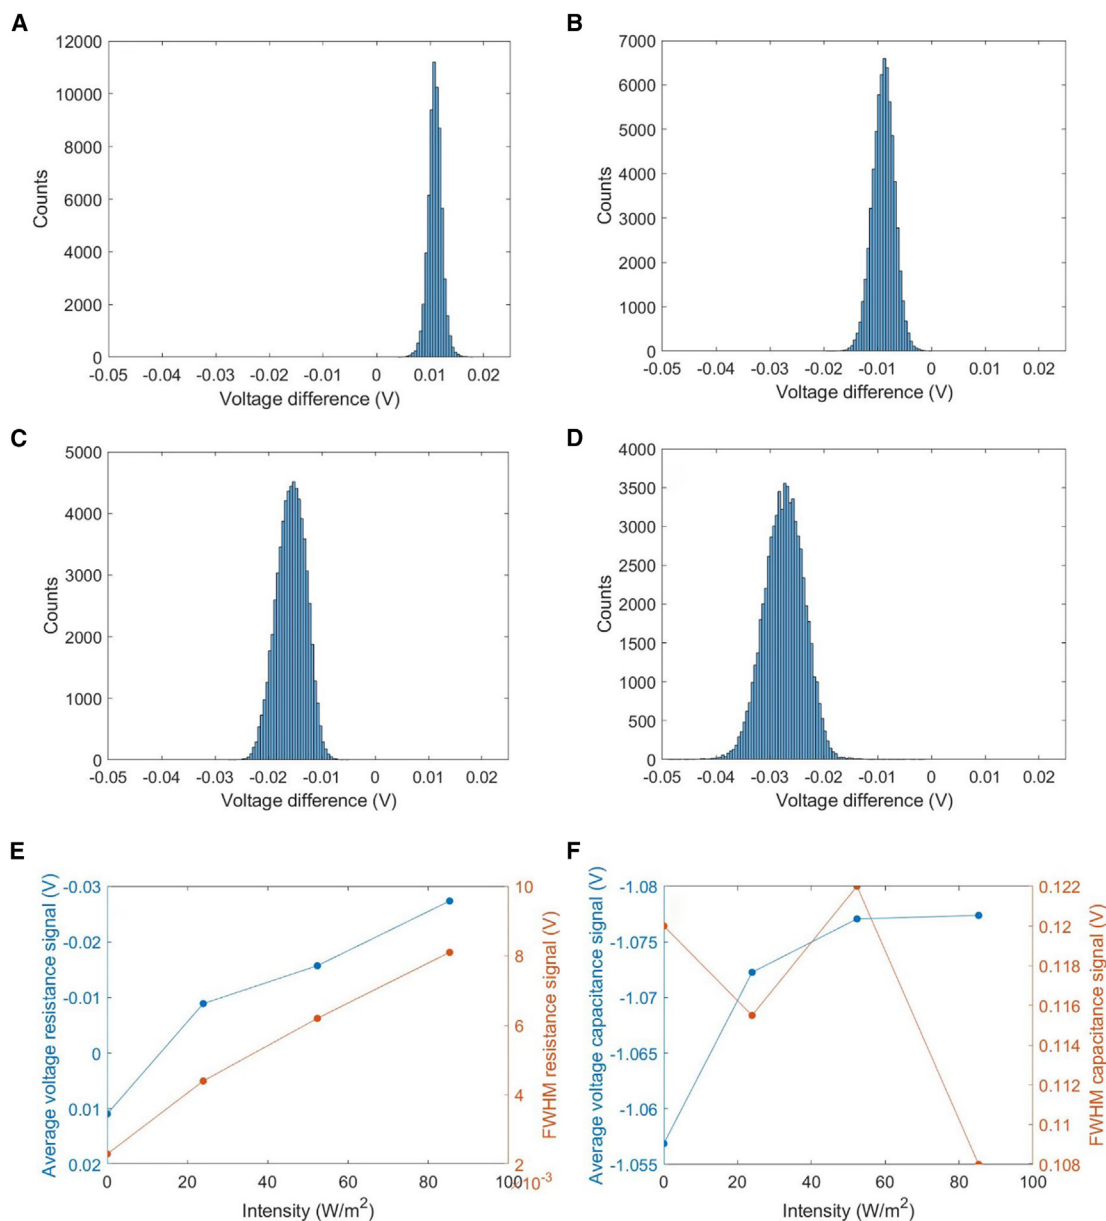 A
12000
10000
8000
6000
4000
2000
0
Counts
-0.05 -0.04 -0.03 -0.02 -0.01 0 0.01 0.02
Voltage difference (V)
B
7000
6000
5000
4000
3000
2000
1000
0
Counts
-0.05 -0.04 -0.03 -0.02 -0.01 0 0.01 0.02
Voltage difference (V)
C
5000
4000
3000
2000
1000
0
Counts
-0.05 -0.04 -0.03 -0.02 -0.01 0 0.01 0.02
Voltage difference (V)
D
4000
3500
3000
2500
2000
1500
1000
500
0
Counts
-0.05 -0.04 -0.03 -0.02 -0.01 0 0.01 0.02
Voltage difference (V)
E
Average voltage resistance signal (V)
-0.03
-0.02
-0.01
0
0.01
0.02
0 20 40 60 80 100
Intensity (W/m²)
10
8
6
4
2
×10⁻³
FWHM resistance signal (V)
F
Average voltage capacitance signal (V)
-1.08
-1.075
-1.07
-1.065
-1.06
-1.055
0 20 40 60 80 100
Intensity (W/m²)
0.122
0.12
0.118
0.116
0.114
0.112
0.11
0.108
FWHM capacitance signal (V)